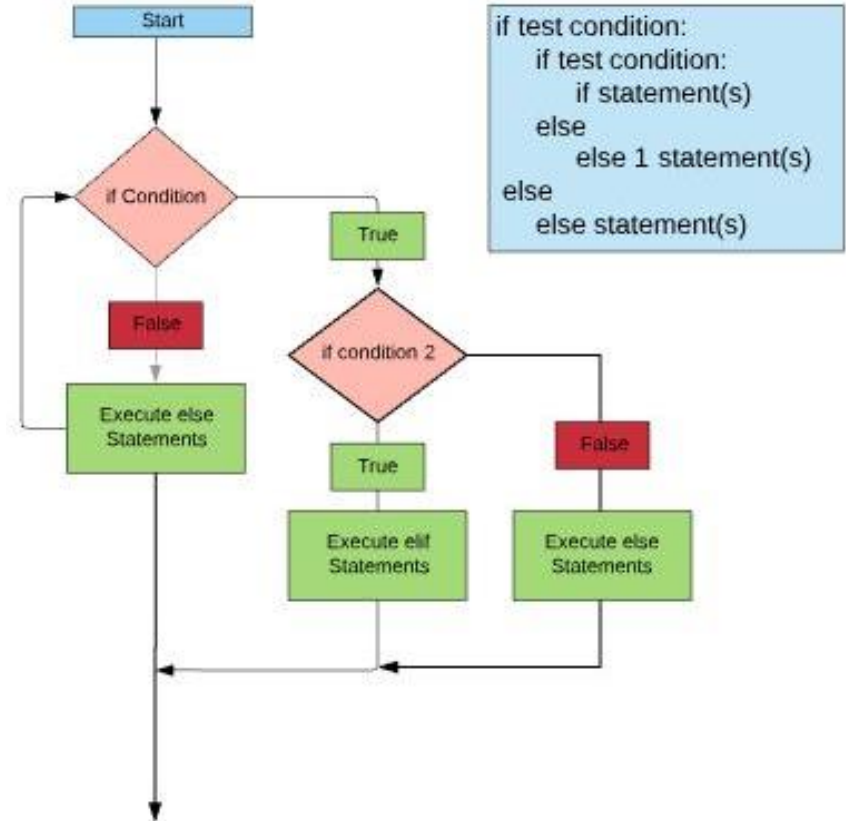 Start
if Condition
True
False
if condition 2
Execute else
Statements
True
False
Execute elif
Statements
Execute else
Statements
if test condition:
if test condition:
if statement(s)
else
else 1 statement(s)
else
else statement(s)